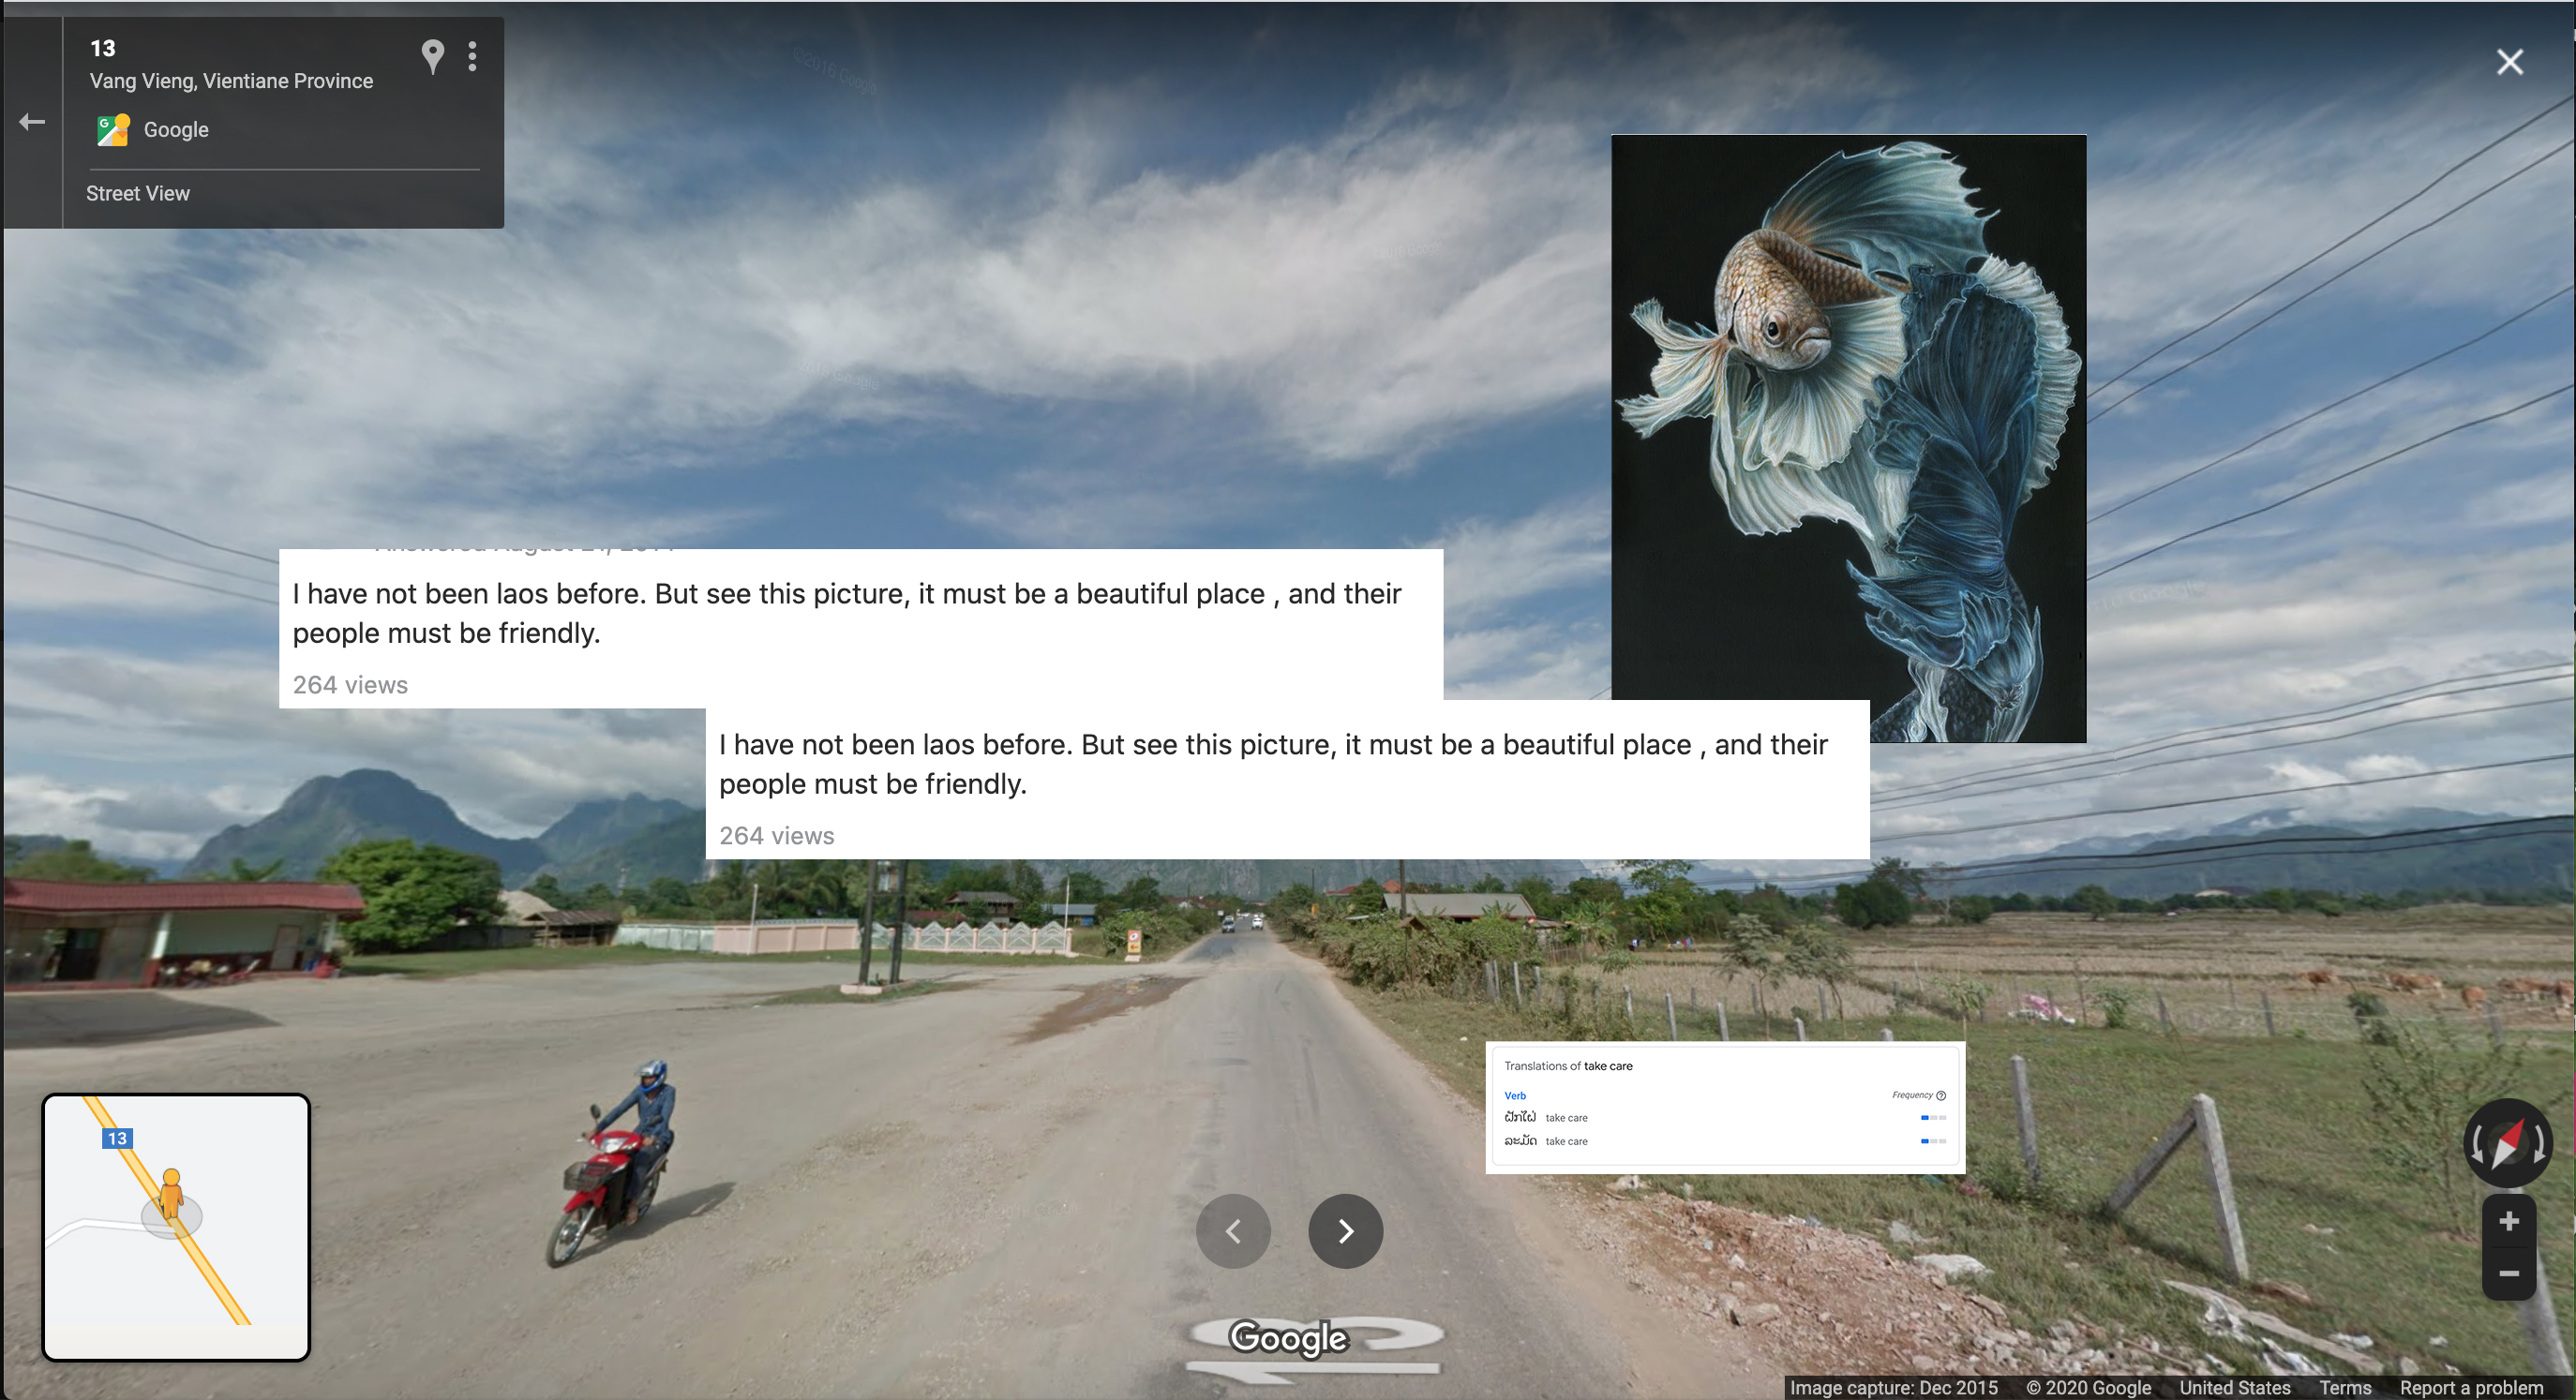 13
Vang Vieng, Vientiane Province
Google
Street View
©2016 Google
I have not been laos before. But see this picture, it must be a beautiful place , and their
people must be friendly.
264 views
I have not been laos before. But see this picture, it must be a beautiful place , and their
people must be friendly.
264 views
Translations of take care
Verb
Frequency
ຝັກໄຝ່ take care
ລະມັດ take care
13
Google
13
Image capture: Dec 2015 © 2020 Google United States Terms Report a problem